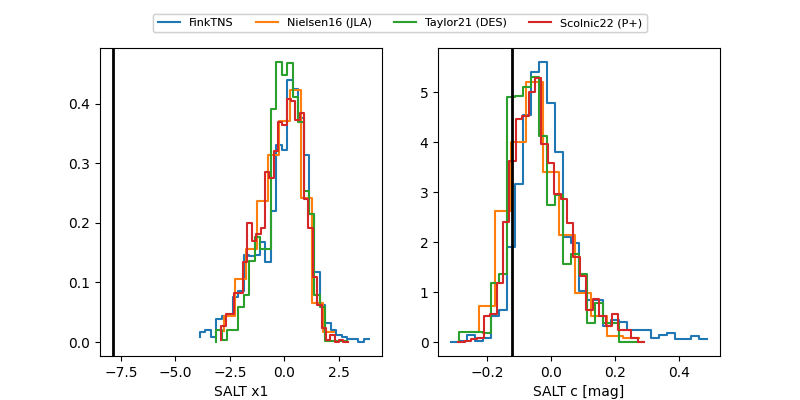 FinkTNS Nielsen16 (JLA) Taylor21 (DES) Scolnic22 (P+)
0.4
0.3
0.2
0.1
0.0
−7.5 −5.0 −2.5 0.0 2.5
SALT x1
5
4
3
2
1
0
−0.2 0.0 0.2 0.4
SALT c [mag]